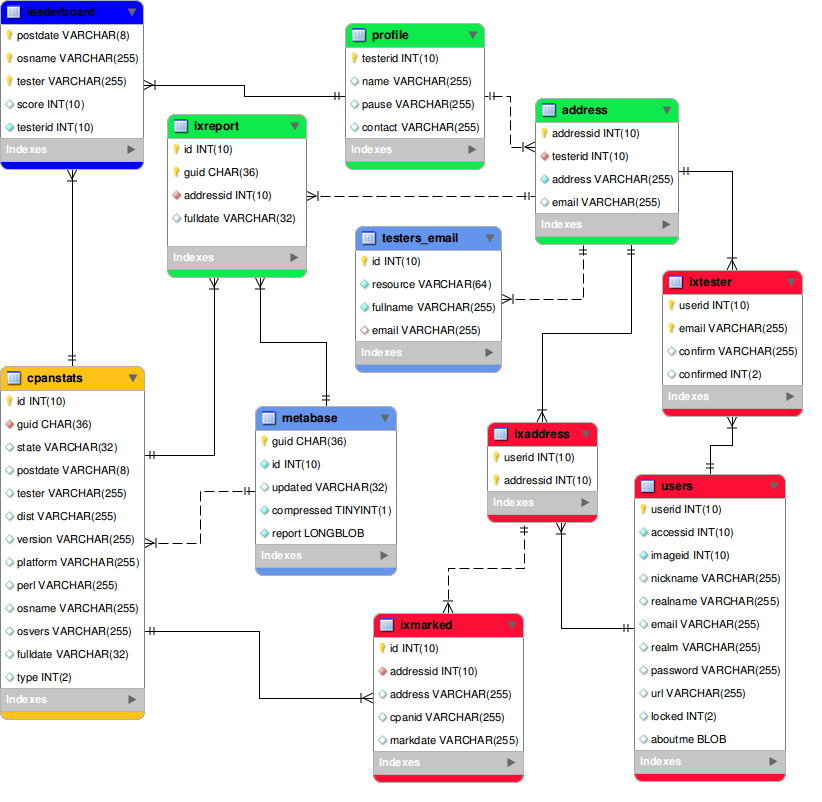 leaderboard
postdate VARCHAR(8)
osname VARCHAR(255)
tester VARCHAR(255)
score INT(10)
testerid INT(10)
Indexes
profile
testerid INT(10)
name VARCHAR(255)
pause VARCHAR(255)
contact VARCHAR(255)
Indexes
address
addressid INT(10)
testerid INT(10)
address VARCHAR(255)
email VARCHAR(255)
Indexes
ixreport
id INT(10)
guid CHAR(36)
addressid INT(10)
fulldate VARCHAR(32)
Indexes
testers_email
id INT(10)
resource VARCHAR(64)
fullname VARCHAR(255)
email VARCHAR(255)
Indexes
ixtester
userid INT(10)
email VARCHAR(255)
confirm VARCHAR(255)
confirmed INT(2)
Indexes
cpanstats
id INT(10)
guid CHAR(36)
state VARCHAR(32)
postdate VARCHAR(8)
tester VARCHAR(255)
dist VARCHAR(255)
version VARCHAR(255)
platform VARCHAR(255)
perl VARCHAR(255)
osname VARCHAR(255)
osvers VARCHAR(255)
fulldate VARCHAR(32)
type INT(2)
Indexes
metabase
guid CHAR(36)
id INT(10)
updated VARCHAR(32)
compressed TINYINT(1)
report LONGBLOB
Indexes
ixaddress
userid INT(10)
addressid INT(10)
Indexes
users
userid INT(10)
accessid INT(10)
imageid INT(10)
nickname VARCHAR(255)
realname VARCHAR(255)
email VARCHAR(255)
realm VARCHAR(255)
password VARCHAR(255)
url VARCHAR(255)
locked INT(2)
aboutme BLOB
Indexes
ixmarked
id INT(10)
addressid INT(10)
address VARCHAR(255)
cpanid VARCHAR(255)
markdate VARCHAR(255)
Indexes